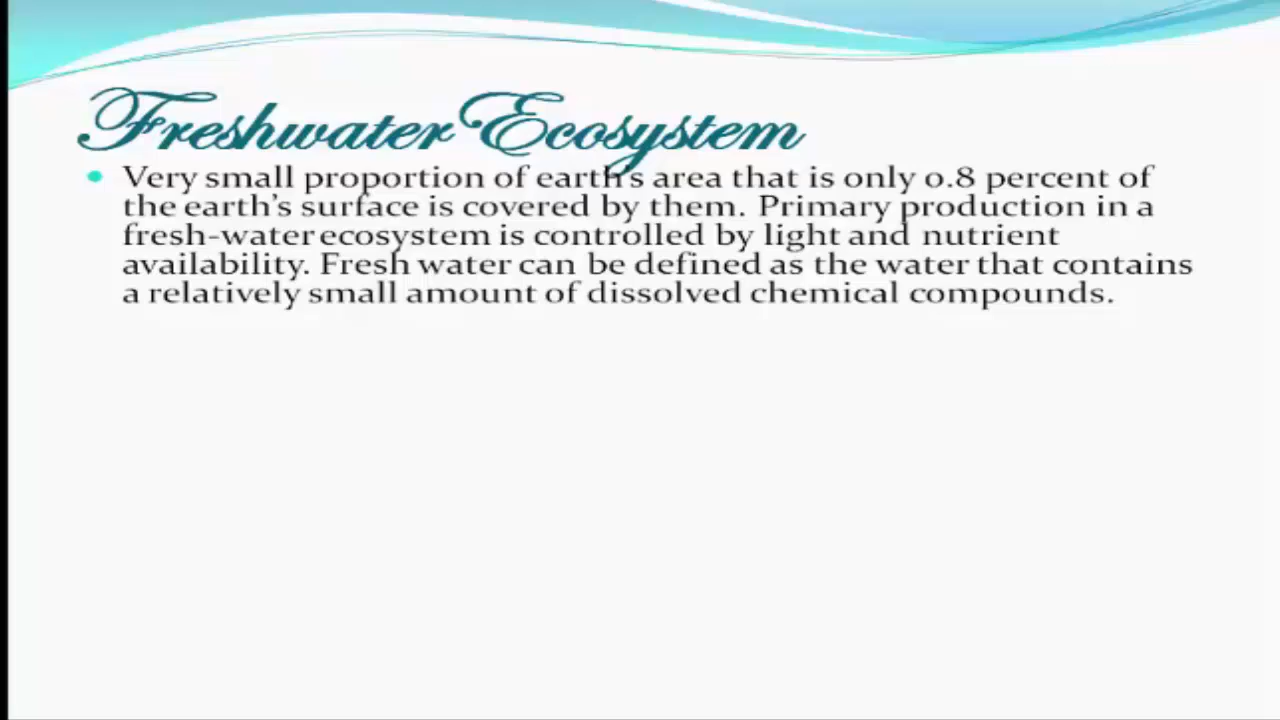 Freshwater Ecosystem
• Very small proportion of earth's area that is only 0.8 percent of
the earth's surface is covered by them. Primary production in a
fresh-water ecosystem is controlled by light and nutrient
availability. Fresh water can be defined as the water that contains
a relatively small amount of dissolved chemical compounds.